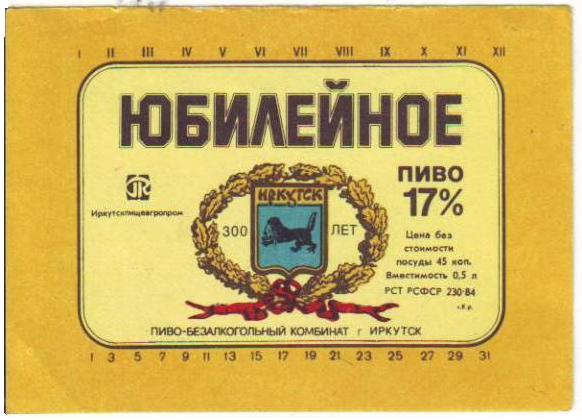 I II III IV V VI VII VIII IX X XI XII
ЮБИЛЕЙНОЕ
ПИВО
17%
Иркутскпищеагропром
ИРКУТСК
300 ЛЕТ
Цена без
стоимости
посуды 45 коп.
Вместимость 0,5 л
РСТ РСФСР 230-84
ПИВО-БЕЗАЛКОГОЛЬНЫЙ КОМБИНАТ г ИРКУТСК
1 3 5 7 9 11 13 15 17 19 21 23 25 27 29 31